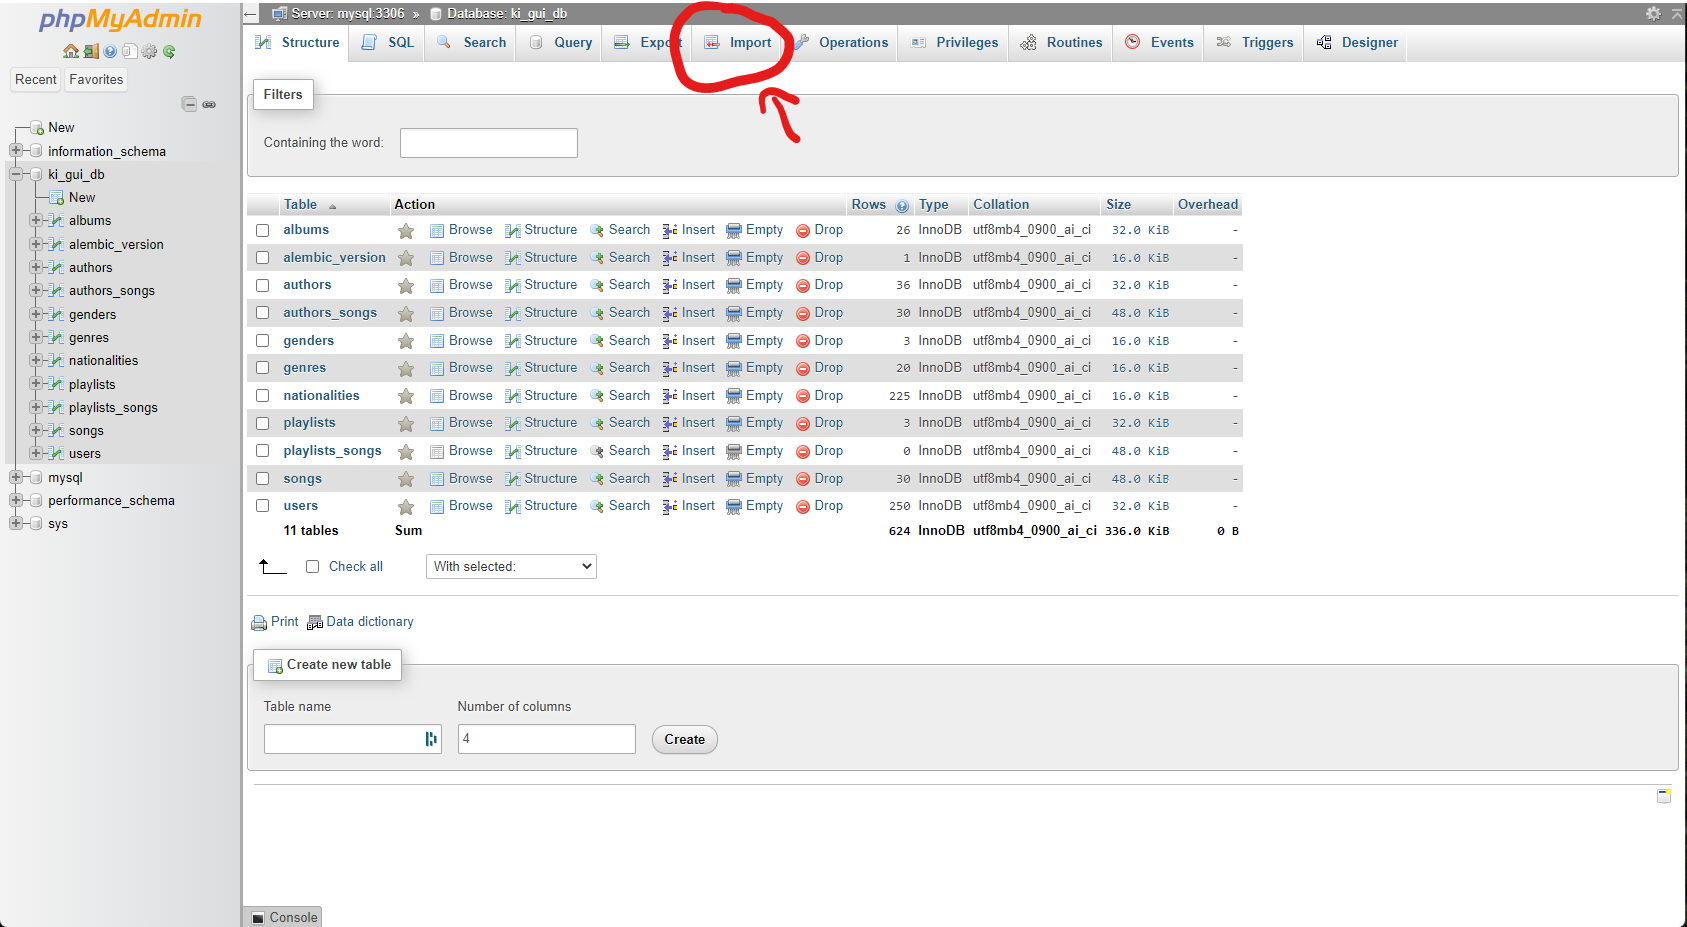 phpMyAdmin
Server: mysql:3306 » Database: ki_gui_db
Structure SQL Search Query Export Import Operations Privileges Routines Events Triggers Designer
Recent Favorites
New
information_schema
ki_gui_db
New
albums
alembic_version
authors
authors_songs
genders
genres
nationalities
playlists
playlists_songs
songs
users
mysql
performance_schema
sys
Filters
Containing the word:
Table Action Rows Type Collation Size Overhead
albums Browse Structure Search Insert Empty Drop 26 InnoDB utf8mb4_0900_ai_ci 32.0 KiB -
alembic_version Browse Structure Search Insert Empty Drop 1 InnoDB utf8mb4_0900_ai_ci 16.0 KiB -
authors Browse Structure Search Insert Empty Drop 36 InnoDB utf8mb4_0900_ai_ci 32.0 KiB -
authors_songs Browse Structure Search Insert Empty Drop 30 InnoDB utf8mb4_0900_ai_ci 48.0 KiB -
genders Browse Structure Search Insert Empty Drop 3 InnoDB utf8mb4_0900_ai_ci 16.0 KiB -
genres Browse Structure Search Insert Empty Drop 20 InnoDB utf8mb4_0900_ai_ci 16.0 KiB -
nationalities Browse Structure Search Insert Empty Drop 225 InnoDB utf8mb4_0900_ai_ci 16.0 KiB -
playlists Browse Structure Search Insert Empty Drop 3 InnoDB utf8mb4_0900_ai_ci 32.0 KiB -
playlists_songs Browse Structure Search Insert Empty Drop 0 InnoDB utf8mb4_0900_ai_ci 48.0 KiB -
songs Browse Structure Search Insert Empty Drop 30 InnoDB utf8mb4_0900_ai_ci 48.0 KiB -
users Browse Structure Search Insert Empty Drop 250 InnoDB utf8mb4_0900_ai_ci 32.0 KiB -
11 tables Sum 624 InnoDB utf8mb4_0900_ai_ci 336.0 KiB 0 B
Check all With selected:
Print Data dictionary
Create new table
Table name Number of columns
4 Create
Console